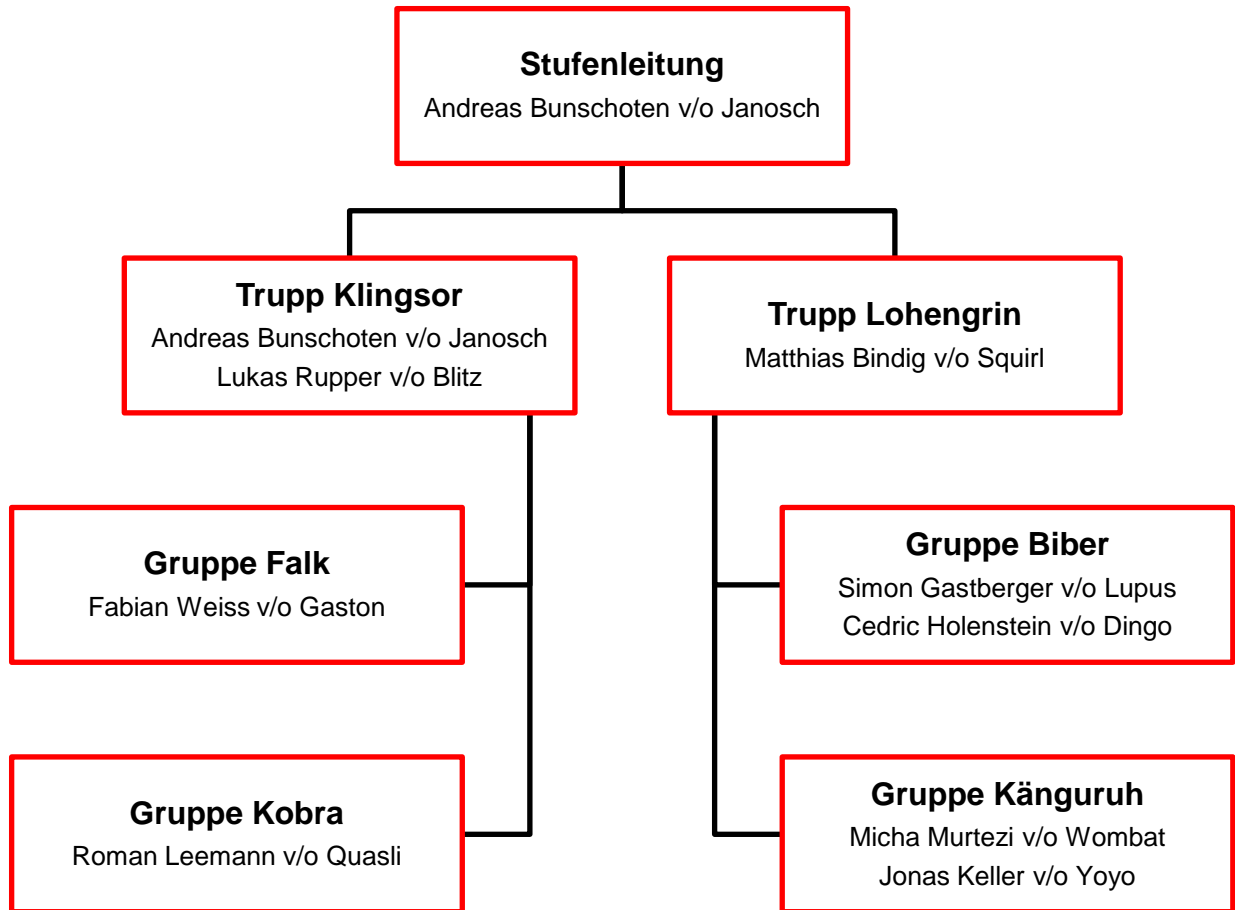 Stufenleitung
Andreas Bunschoten v/o Janosch
Trupp Klingsor
Andreas Bunschoten v/o Janosch
Lukas Rupper v/o Blitz
Trupp Lohengrin
Matthias Bindig v/o Squirl
Gruppe Falk
Fabian Weiss v/o Gaston
Gruppe Biber
Simon Gastberger v/o Lupus
Cedric Holenstein v/o Dingo
Gruppe Kobra
Roman Leemann v/o Quasli
Gruppe Känguruh
Micha Murtezi v/o Wombat
Jonas Keller v/o Yoyo